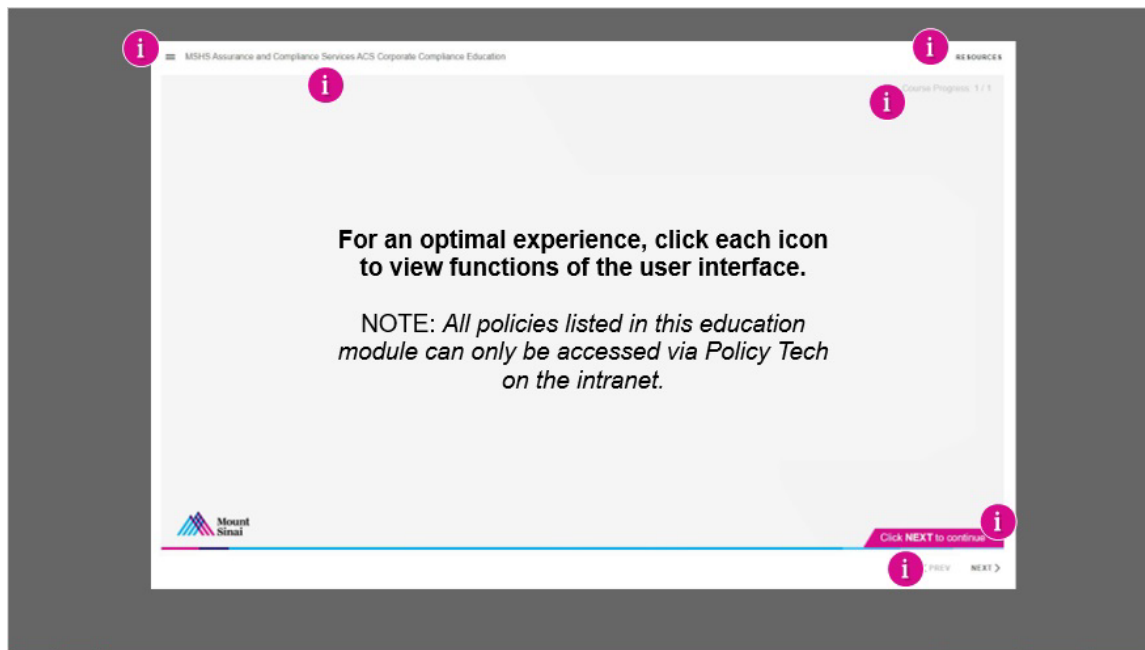 MSHS Assurance and Compliance Services ACS Corporate Compliance Education
RESOURCES
Course Progress 1 / 1
For an optimal experience, click each icon
to view functions of the user interface.
NOTE: All policies listed in this education
module can only be accessed via Policy Tech
on the intranet.
Mount
Sinai
Click NEXT to continue
PREV NEXT
i
i
i
i
i
i